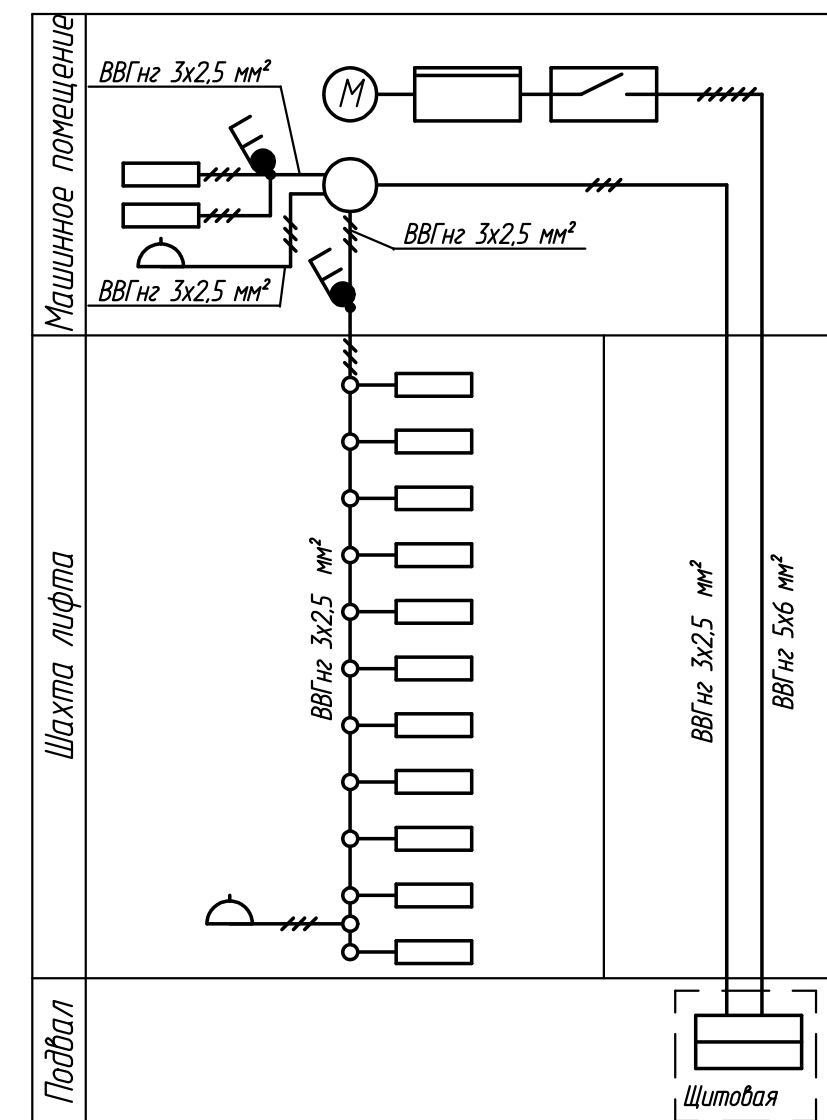 Машинное помещение
ВВГнг 3х2,5 мм²
М
ВВГнг 3х2,5 мм²
ВВГнг 3х2,5 мм²
Шахта лифта
ВВГнг 3х2,5 мм²
ВВГнг 3х2,5 мм²
ВВГнг 5х6 мм²
Подвал
Щитовая